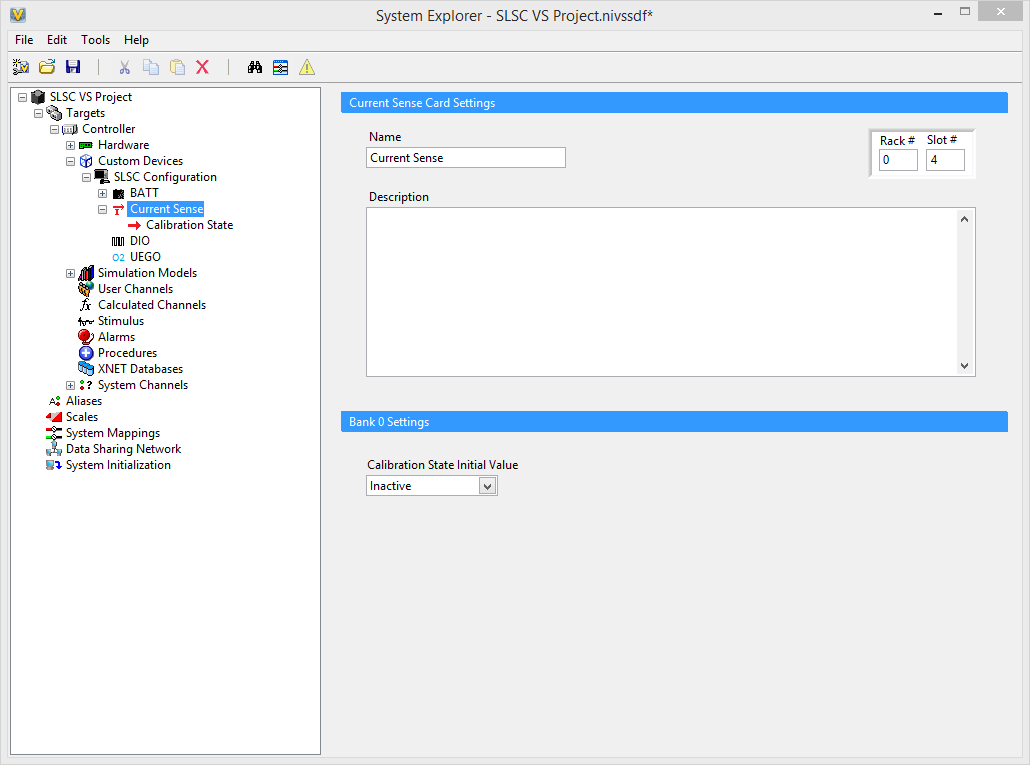 System Explorer - SLSC VS Project.nivssdf*
File Edit Tools Help
SLSC VS Project
Targets
Controller
Hardware
Custom Devices
SLSC Configuration
BATT
Current Sense
Calibration State
DIO
O2 UEGO
Simulation Models
User Channels
fx Calculated Channels
Stimulus
Alarms
Procedures
XNET Databases
? System Channels
A Aliases
Scales
System Mappings
Data Sharing Network
System Initialization
Current Sense Card Settings
Name
Current Sense
Rack # Slot #
0 4
Description
Bank 0 Settings
Calibration State Initial Value
Inactive